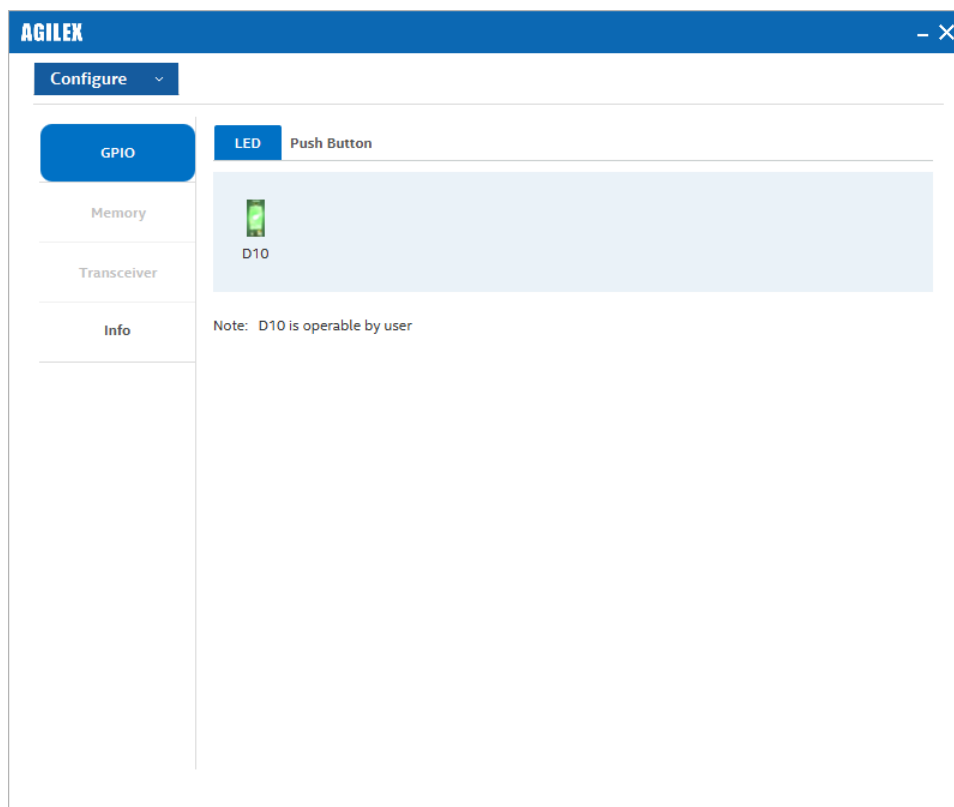 AGILEX
Configure
GPIO
Memory
Transceiver
Info
LED Push Button
D10
Note: D10 is operable by user